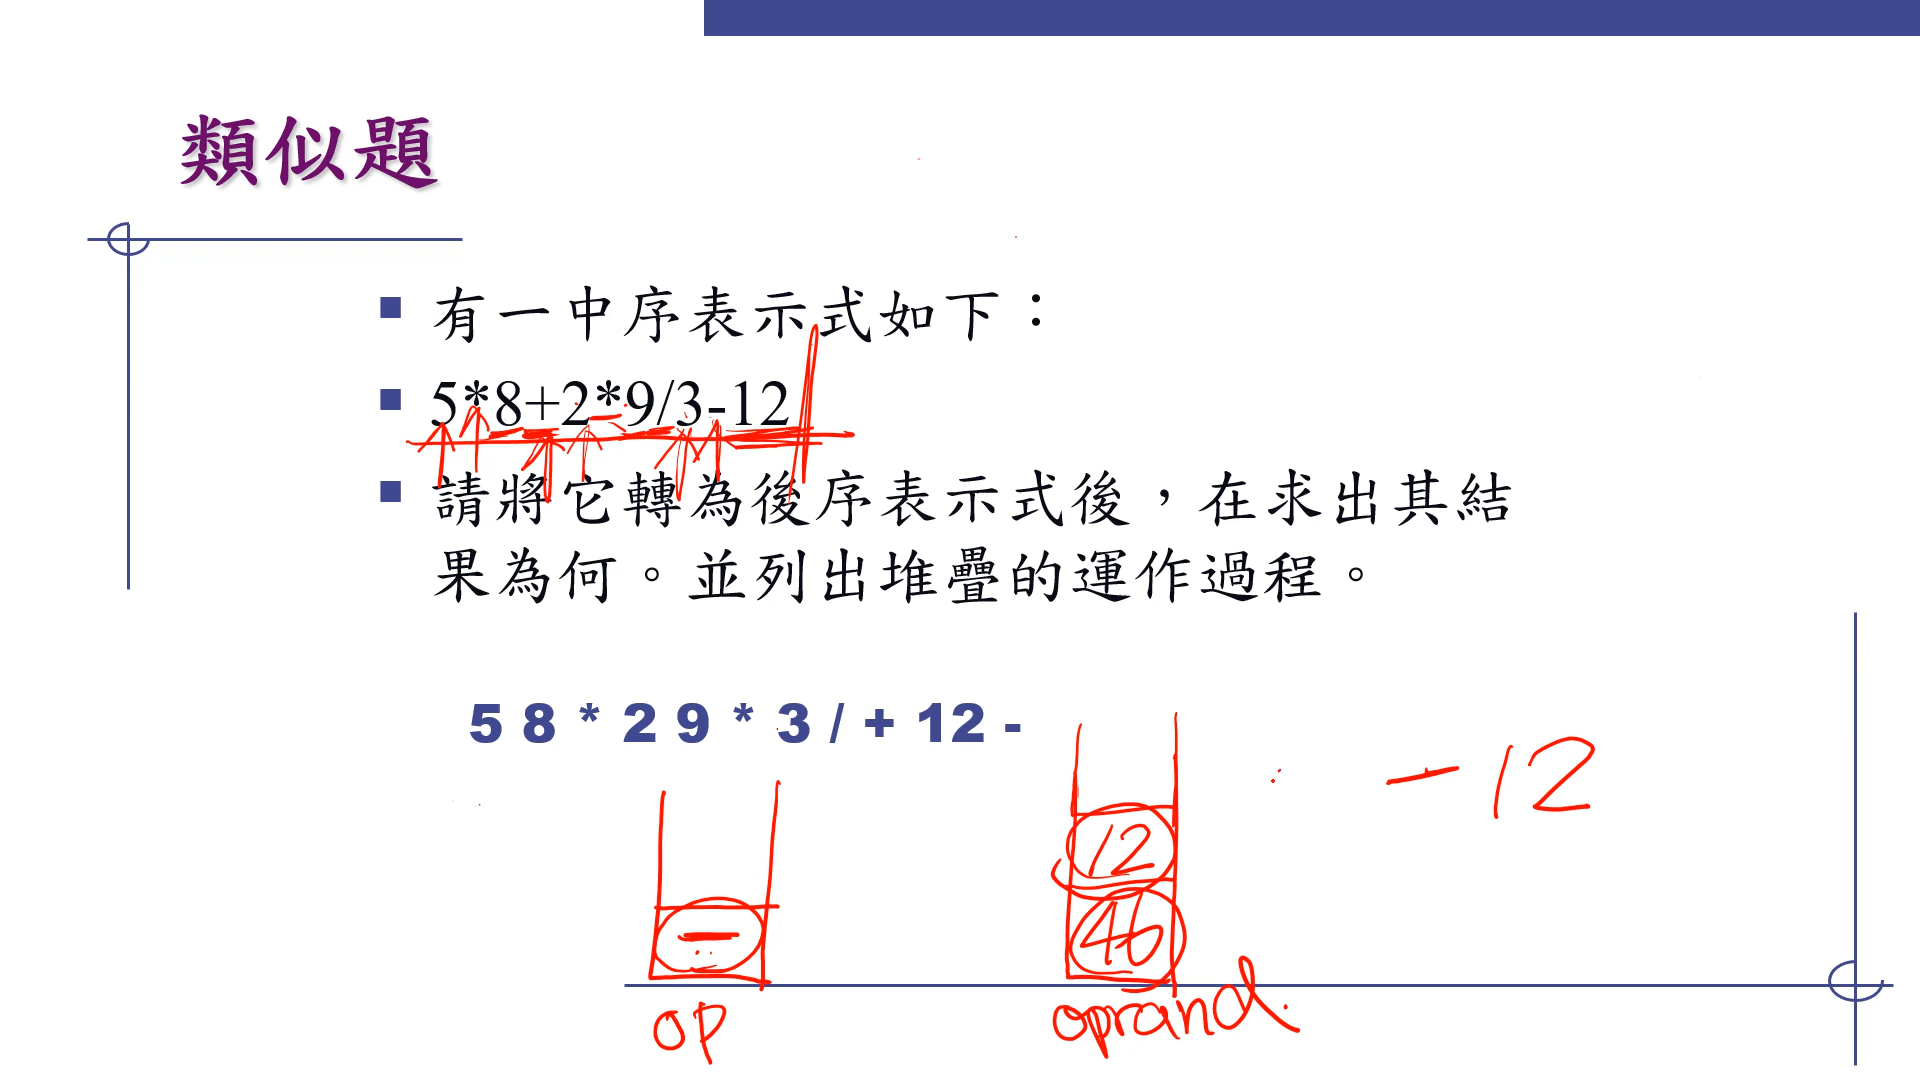 類似題
有一中序表示式如下：
5*8+2*9/3-12
請將它轉為後序表示式後，在求出其結
果為何。並列出堆疊的運作過程。
5 8 * 2 9 * 3 / + 12 -
-12
12
46
-
op
oprand.